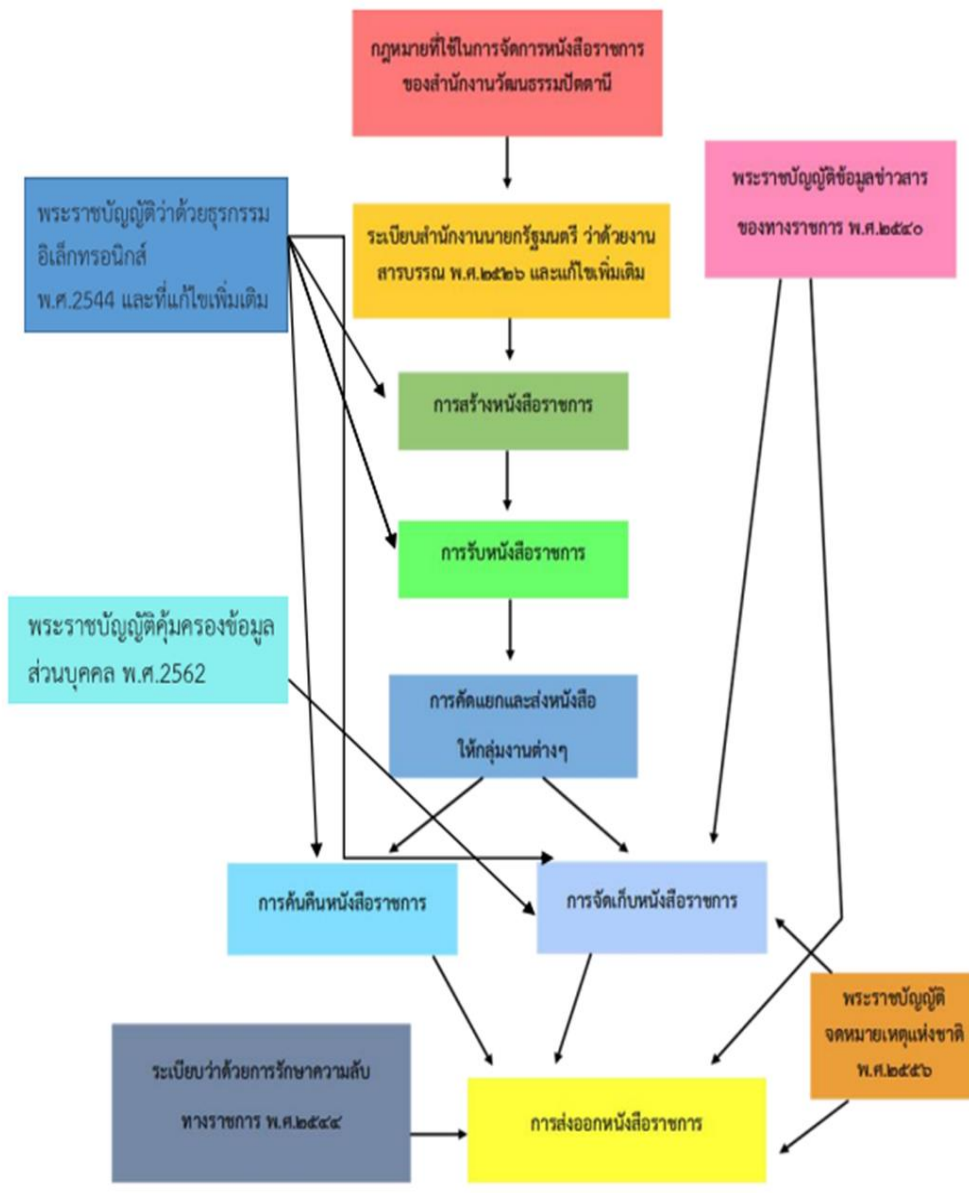 กฎหมายที่ใช้ในการจัดการหนังสือราชการ
ของสำนักงานวัฒนธรรมปัตตานี
พระราชบัญญัติข้อมูลข่าวสาร
ของทางราชการ พ.ศ.๒๕๔๐
พระราชบัญญัติว่าด้วยธุรกรรม
อิเล็กทรอนิกส์
พ.ศ.2544 และที่แก้ไขเพิ่มเติม
ระเบียบสำนักงานนายกรัฐมนตรี ว่าด้วยงาน
สารบรรณ พ.ศ.๒๕๒๖ และแก้ไขเพิ่มเติม
การสร้างหนังสือราชการ
การรับหนังสือราชการ
พระราชบัญญัติคุ้มครองข้อมูล
ส่วนบุคคล พ.ศ.2562
การคัดแยกและส่งหนังสือ
ให้กลุ่มงานต่างๆ
การค้นคืนหนังสือราชการ
การจัดเก็บหนังสือราชการ
พระราชบัญญัติ
จดหมายเหตุแห่งชาติ
พ.ศ.๒๕๕๖
ระเบียบว่าด้วยการรักษาความลับ
ทางราชการ พ.ศ.๒๕๔๔
การส่งออกหนังสือราชการ